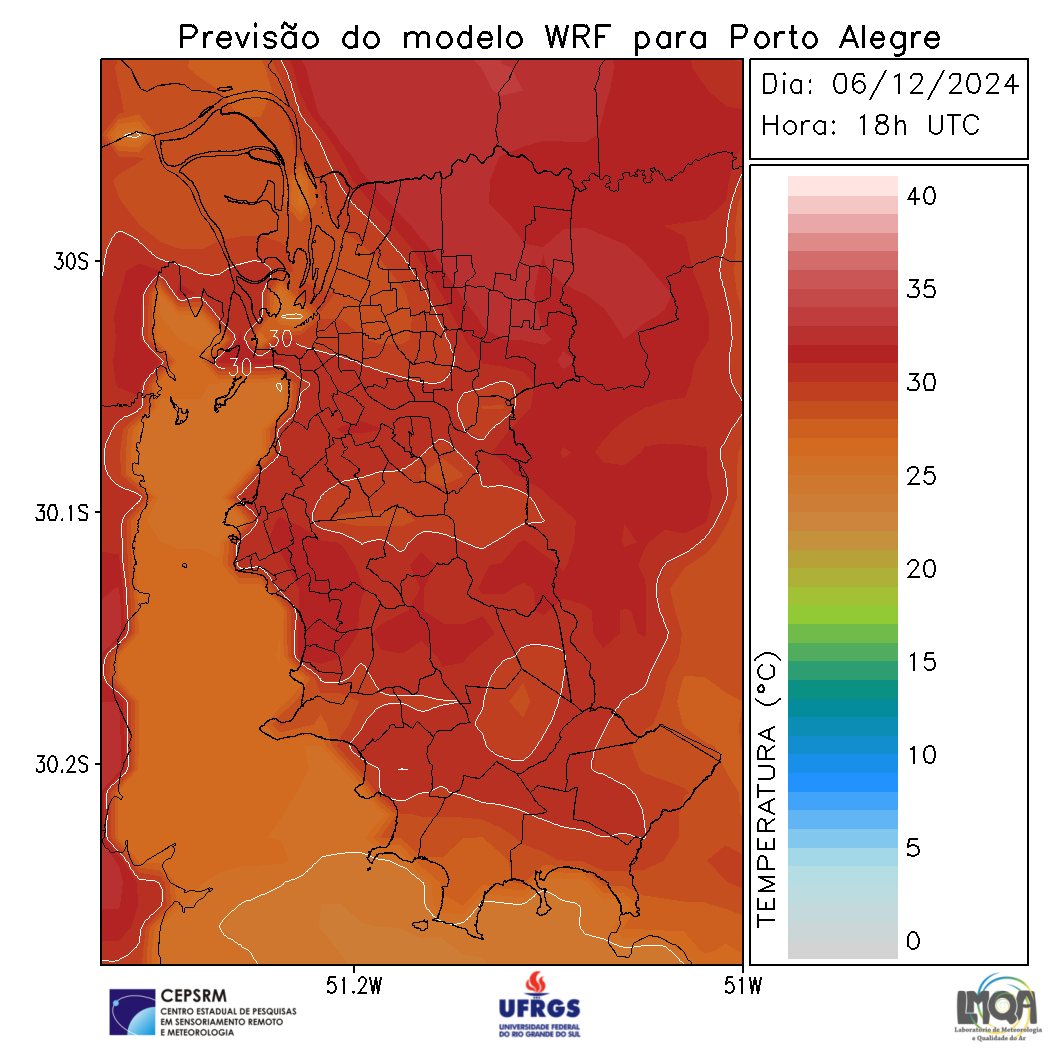 Previsão do modelo WRF para Porto Alegre
Dia: 06/12/2024
Hora: 18h UTC
30S
30.1S
30.2S
51.2W
51W
30
30
TEMPERATURA (°C)
40
35
30
25
20
15
10
5
0
CEPSRM
CENTRO ESTADUAL DE PESQUISAS
EM SENSORIAMENTO REMOTO
E METEOROLOGIA
UFRGS
UNIVERSIDADE FEDERAL
DO RIO GRANDE DO SUL
LMQA
Laboratório de Meteorologia
e Qualidade do Ar